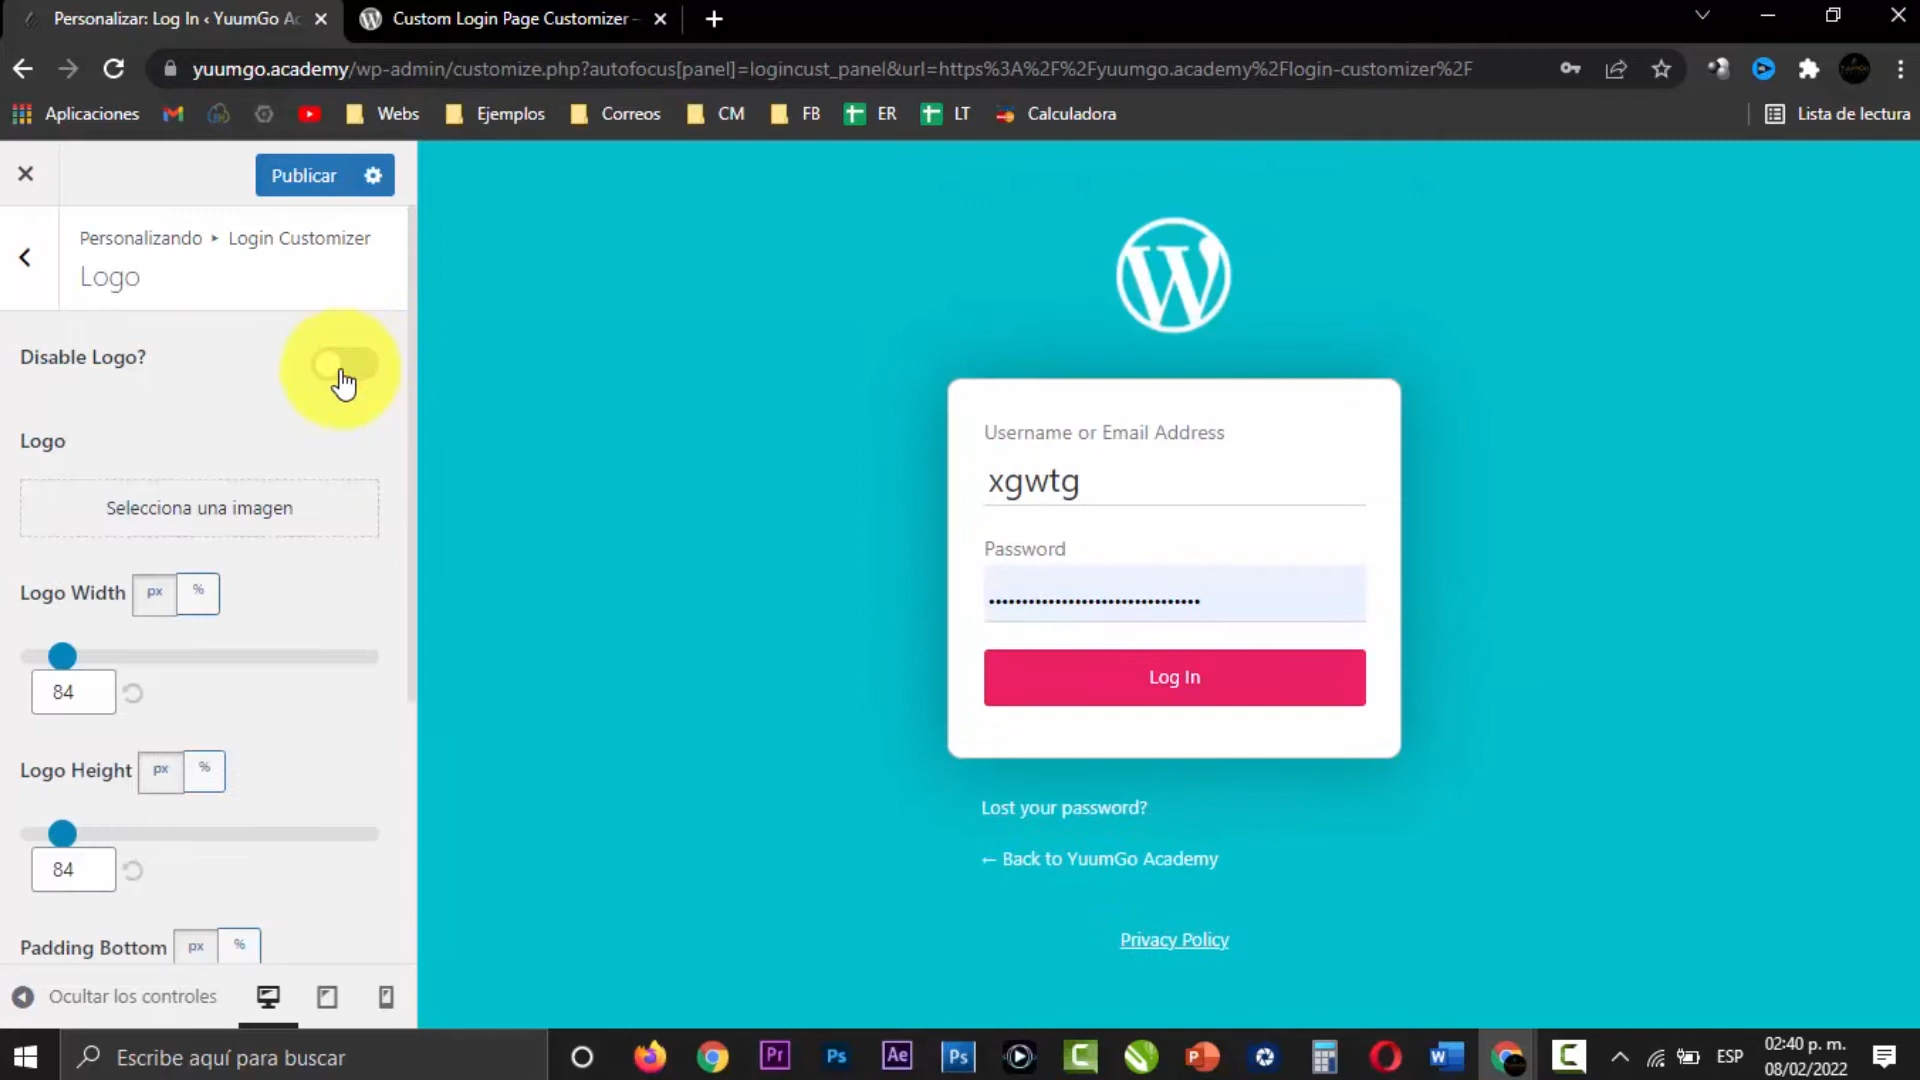 Personalizar: Log In ‹ YuumGo Ac
Custom Login Page Customizer –
yuumgo.academy/wp-admin/customize.php?autofocus[panel]=logincust_panel&url=https%3A%2F%2Fyuumgo.academy%2Flogin-customizer%2F
Aplicaciones
Webs
Ejemplos
Correos
CM
FB
ER
LT
Calculadora
Lista de lectura
Publicar
Personalizando ▸ Login Customizer
Logo
Disable Logo?
Logo
Selecciona una imagen
Logo Width px %
84
Logo Height px %
84
Padding Bottom px %
Ocultar los controles
Username or Email Address
xgwtg
Password
Log In
Lost your password?
← Back to YuumGo Academy
Privacy Policy
Escribe aquí para buscar
Pr
Ps
Ae
Ps
ESP
02:40 p. m.
08/02/2022